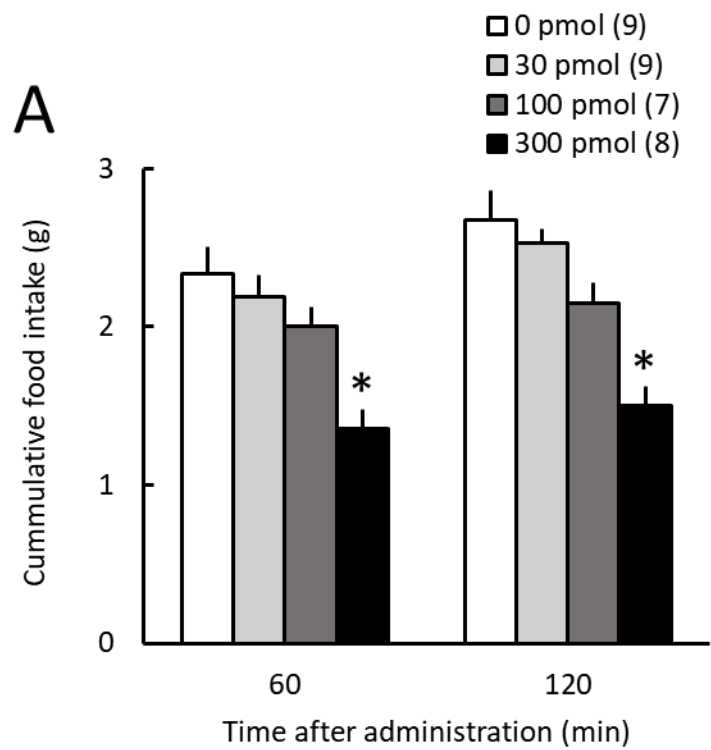 0 pmol (9)
30 pmol (9)
100 pmol (7)
300 pmol (8)
A
Cummulative food intake (g)
3
2
1
0
*
*
60
120
Time after administration (min)